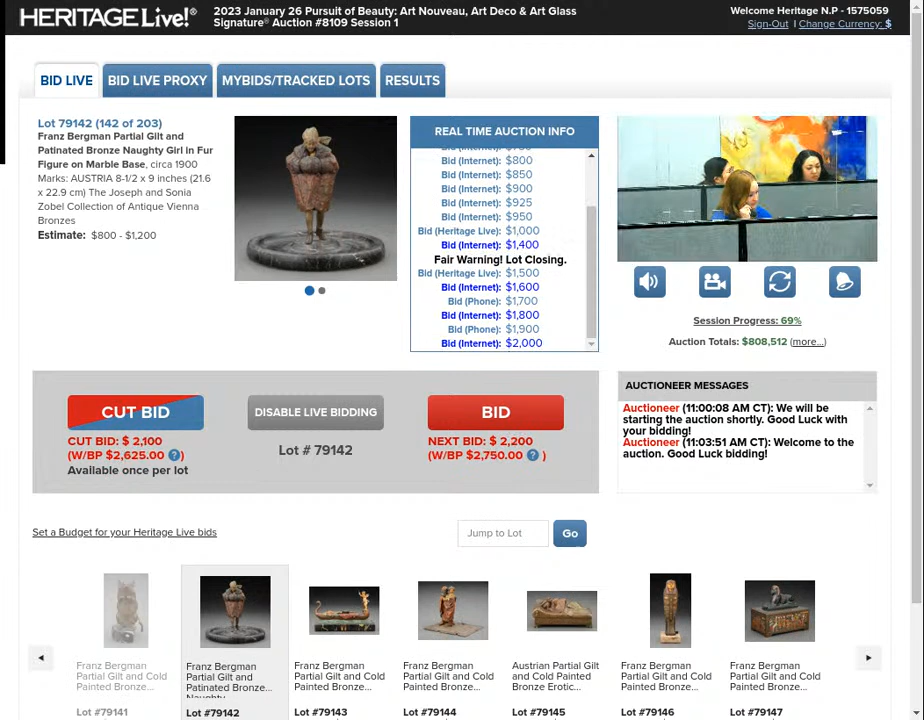 HERITAGE Live!®
2023 January 26 Pursuit of Beauty: Art Nouveau, Art Deco & Art Glass
Signature® Auction #8109 Session 1
Welcome Heritage N.P - 1575059
Sign-Out | Change Currency: $
BID LIVE
BID LIVE PROXY
MYBIDS/TRACKED LOTS
RESULTS
Lot 79142 (142 of 203)
Franz Bergman Partial Gilt and
Patinated Bronze Naughty Girl in Fur
Figure on Marble Base, circa 1900
Marks: AUSTRIA 8-1/2 x 9 inches (21.6
x 22.9 cm) The Joseph and Sonia
Zobel Collection of Antique Vienna
Bronzes
Estimate: $800 - $1,200
REAL TIME AUCTION INFO
Bid (Internet): $800
Bid (Internet): $850
Bid (Internet): $900
Bid (Internet): $925
Bid (Internet): $950
Bid (Heritage Live): $1,000
Bid (Internet): $1,400
Fair Warning! Lot Closing.
Bid (Heritage Live): $1,500
Bid (Internet): $1,600
Bid (Phone): $1,700
Bid (Internet): $1,800
Bid (Phone): $1,900
Bid (Internet): $2,000
Session Progress: 69%
Auction Totals: $808,512 (more...)
CUT BID
CUT BID: $ 2,100
(W/BP $2,625.00 ?)
Available once per lot
DISABLE LIVE BIDDING
Lot # 79142
BID
NEXT BID: $ 2,200
(W/BP $2,750.00 ? )
AUCTIONEER MESSAGES
Auctioneer (11:00:08 AM CT): We will be
starting the auction shortly. Good Luck with
your bidding!
Auctioneer (11:03:51 AM CT): Welcome to the
auction. Good Luck bidding!
Set a Budget for your Heritage Live bids
Jump to Lot
Go
Franz Bergman
Partial Gilt and Cold
Painted Bronze...
Lot #79141
Franz Bergman
Partial Gilt and
Patinated Bronze...
Naughty
Lot #79142
Franz Bergman
Partial Gilt and Cold
Painted Bronze...
Lot #79143
Franz Bergman
Partial Gilt and Cold
Painted Bronze...
Lot #79144
Austrian Partial Gilt
and Cold Painted
Bronze Erotic...
Lot #79145
Franz Bergman
Partial Gilt and Cold
Painted Bronze...
Lot #79146
Franz Bergman
Partial Gilt and Cold
Painted Bronze...
Lot #79147